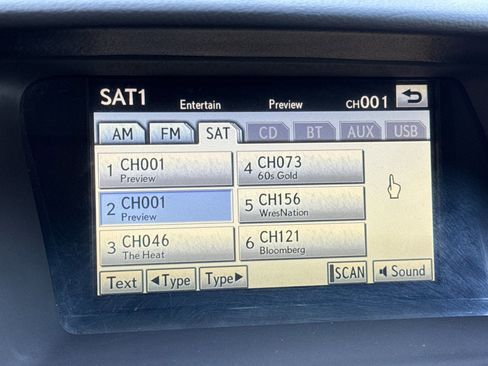 SAT1 Entertain Preview CH001
AM FM SAT CD BT AUX USB
1 CH001
Preview
4 CH073
60s Gold
2 CH001
Preview
5 CH156
WresNation
3 CH046
The Heat
6 CH121
Bloomberg
Text ◀Type Type▶ SCAN Sound